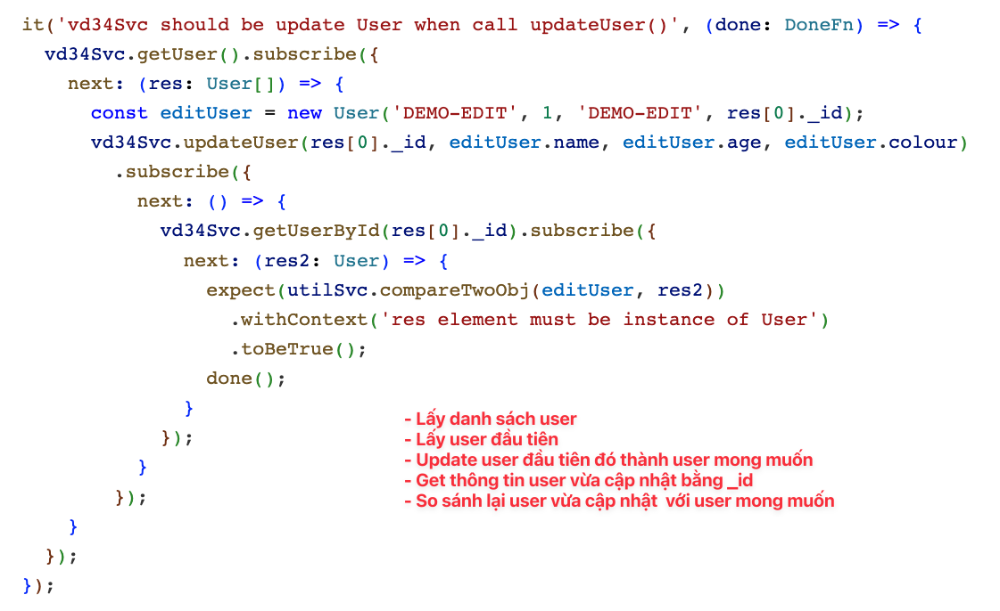 it('vd34Svc should be update User when call updateUser()', (done: DoneFn) => {
  vd34Svc.getUser().subscribe({
    next: (res: User[]) => {
      const editUser = new User('DEMO-EDIT', 1, 'DEMO-EDIT', res[0]._id);
      vd34Svc.updateUser(res[0]._id, editUser.name, editUser.age, editUser.colour)
        .subscribe({
          next: () => {
            vd34Svc.getUserById(res[0]._id).subscribe({
              next: (res2: User) => {
                expect(utilSvc.compareTwoObj(editUser, res2))
                  .withContext('res element must be instance of User')
                  .toBeTrue();
                done();
              }
            });
          }
        });
    }
  });
});
- Lấy danh sách user
- Lấy user đầu tiên
- Update user đầu tiên đó thành user mong muốn
- Get thông tin user vừa cập nhật bằng _id
- So sánh lại user vừa cập nhật  với user mong muốn